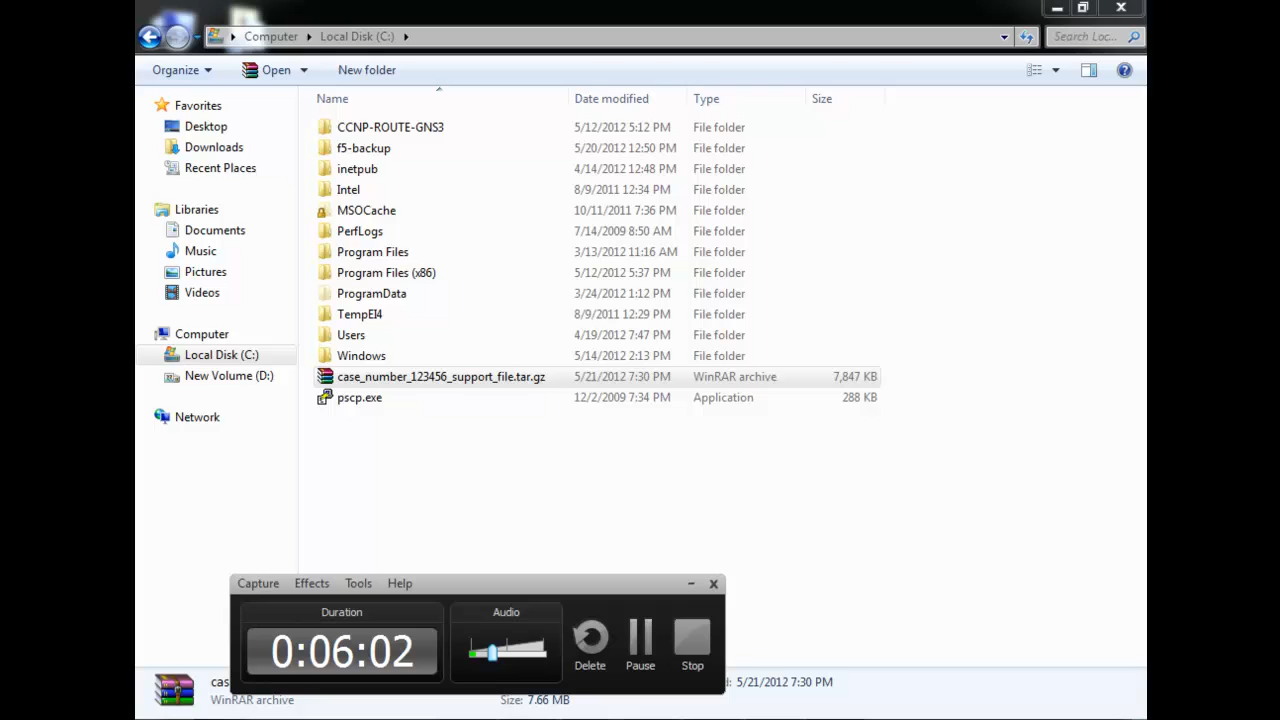 Computer Local Disk (C:) Search Loc...
Organize Open New folder
Name Date modified Type Size
Favorites
Desktop
Downloads
Recent Places
Libraries
Documents
Music
Pictures
Videos
Computer
Local Disk (C:)
New Volume (D:)
Network
CCNP-ROUTE-GNS3 5/12/2012 5:12 PM File folder
f5-backup 5/20/2012 12:50 PM File folder
inetpub 4/14/2012 12:48 PM File folder
Intel 8/9/2011 12:34 PM File folder
MSOCache 10/11/2011 7:36 PM File folder
PerfLogs 7/14/2009 8:50 AM File folder
Program Files 3/13/2012 11:16 AM File folder
Program Files (x86) 5/12/2012 5:37 PM File folder
ProgramData 3/24/2012 1:12 PM File folder
TempEI4 8/9/2011 12:29 PM File folder
Users 4/19/2012 7:47 PM File folder
Windows 5/14/2012 2:13 PM File folder
case_number_123456_support_file.tar.gz 5/21/2012 7:30 PM WinRAR archive 7,847 KB
pscp.exe 12/2/2009 7:34 PM Application 288 KB
Capture Effects Tools Help
Duration Audio
0:06:02
Delete Pause Stop
5/21/2012 7:30 PM
WinRAR archive Size: 7.66 MB